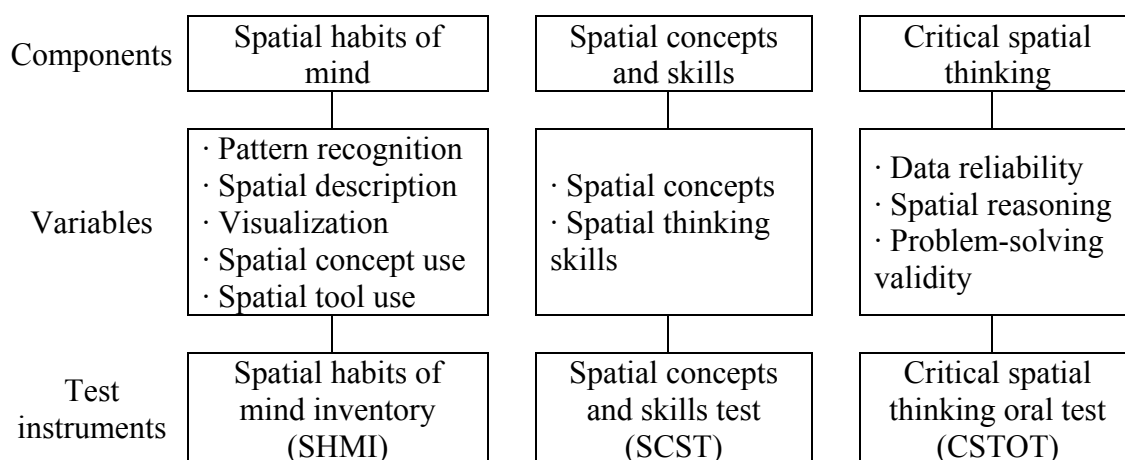 Components
Spatial habits of
mind
Spatial concepts
and skills
Critical spatial
thinking
Variables
· Pattern recognition
· Spatial description
· Visualization
· Spatial concept use
· Spatial tool use
· Spatial concepts
· Spatial thinking
skills
· Data reliability
· Spatial reasoning
· Problem-solving
validity
Test
instruments
Spatial habits of
mind inventory
(SHMI)
Spatial concepts
and skills test
(SCST)
Critical spatial
thinking oral test
(CSTOT)